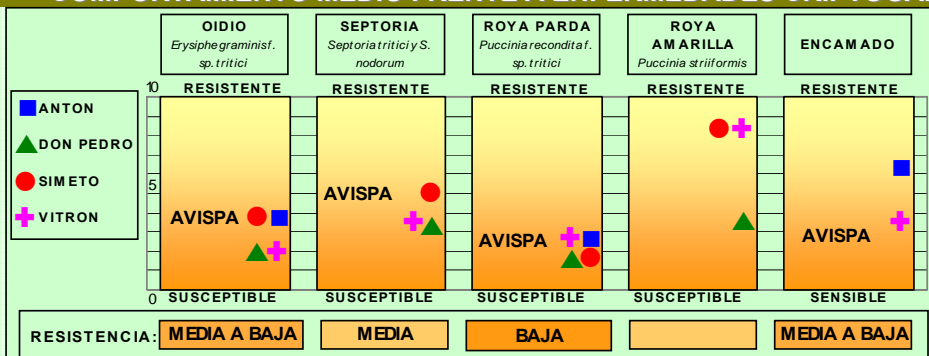 OIDIO
Erysiphe graminis f.
sp. tritici
SEPTORIA
Septoria tritici y S.
nodorum
ROYA PARDA
Puccinia recondita f.
sp. tritici
ROYA
AMARILLA
Puccinia striiformis
ENCAMADO
ANTON
DON PEDRO
SIMETO
VITRON
10
5
0
RESISTENTE RESISTENTE RESISTENTE RESISTENTE RESISTENTE
AVISPA
AVISPA
AVISPA
AVISPA
SUSCEPTIBLE SUSCEPTIBLE SUSCEPTIBLE SUSCEPTIBLE SENSIBLE
RESISTENCIA: MEDIA A BAJA MEDIA BAJA MEDIA A BAJA